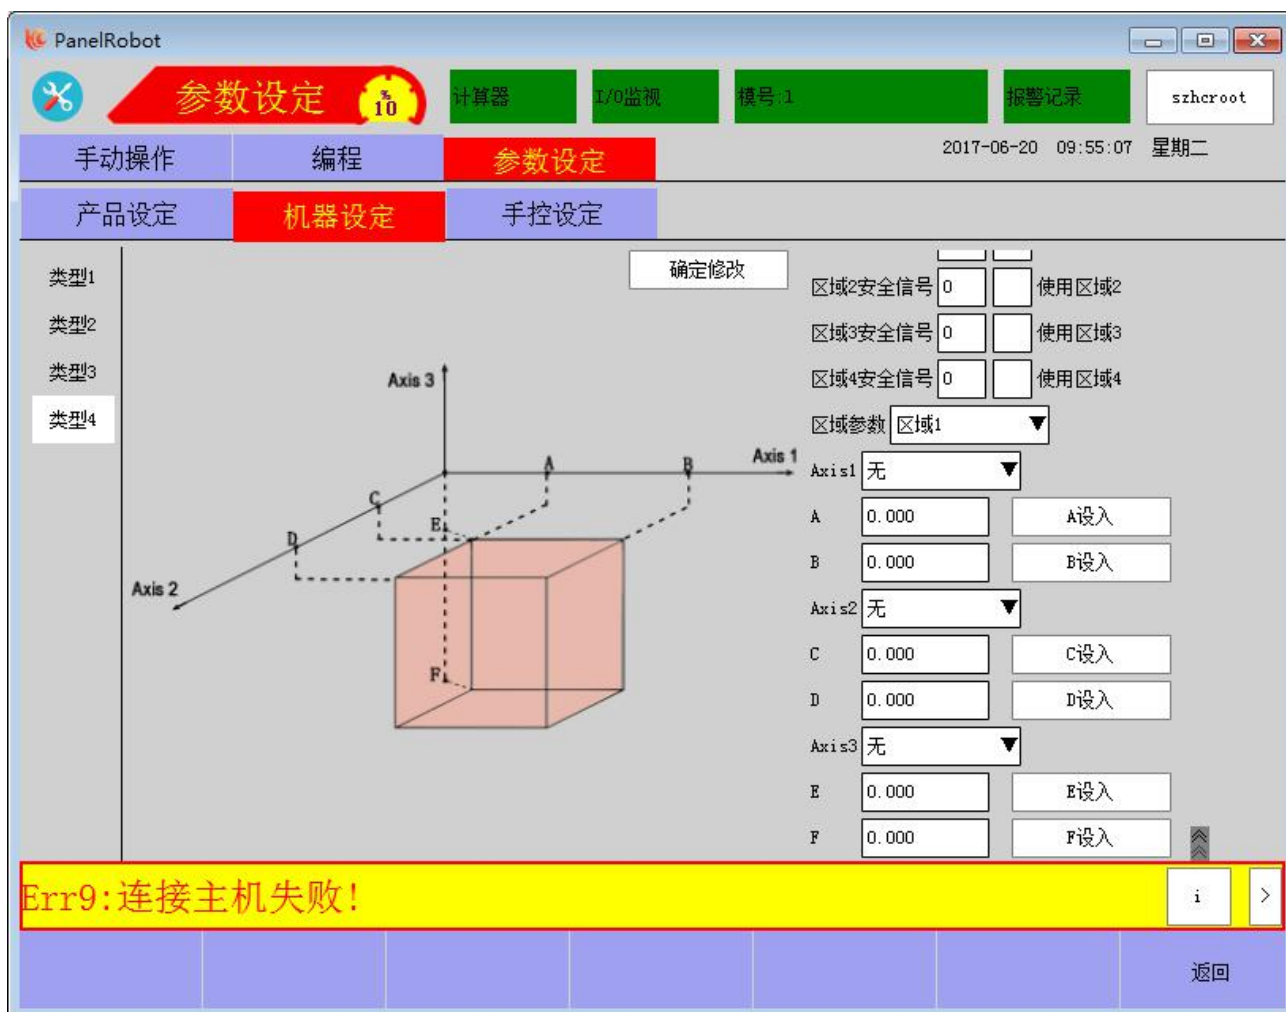 PanelRobot
参数设定 % 10 计算器 I/O监视 模号:1 报警记录 szhcroot
手动操作 编程 参数设定 2017-06-20 09:55:07 星期二
产品设定 机器设定 手控设定
类型1
类型2
类型3
类型4
确定修改
Axis 3
A
B
Axis 1
C
E
D
Axis 2
F
区域2安全信号 0 使用区域2
区域3安全信号 0 使用区域3
区域4安全信号 0 使用区域4
区域参数 区域1
Axis1 无
A 0.000 A设入
B 0.000 B设入
Axis2 无
C 0.000 C设入
D 0.000 D设入
Axis3 无
E 0.000 E设入
F 0.000 F设入
Err9:连接主机失败! i >
返回